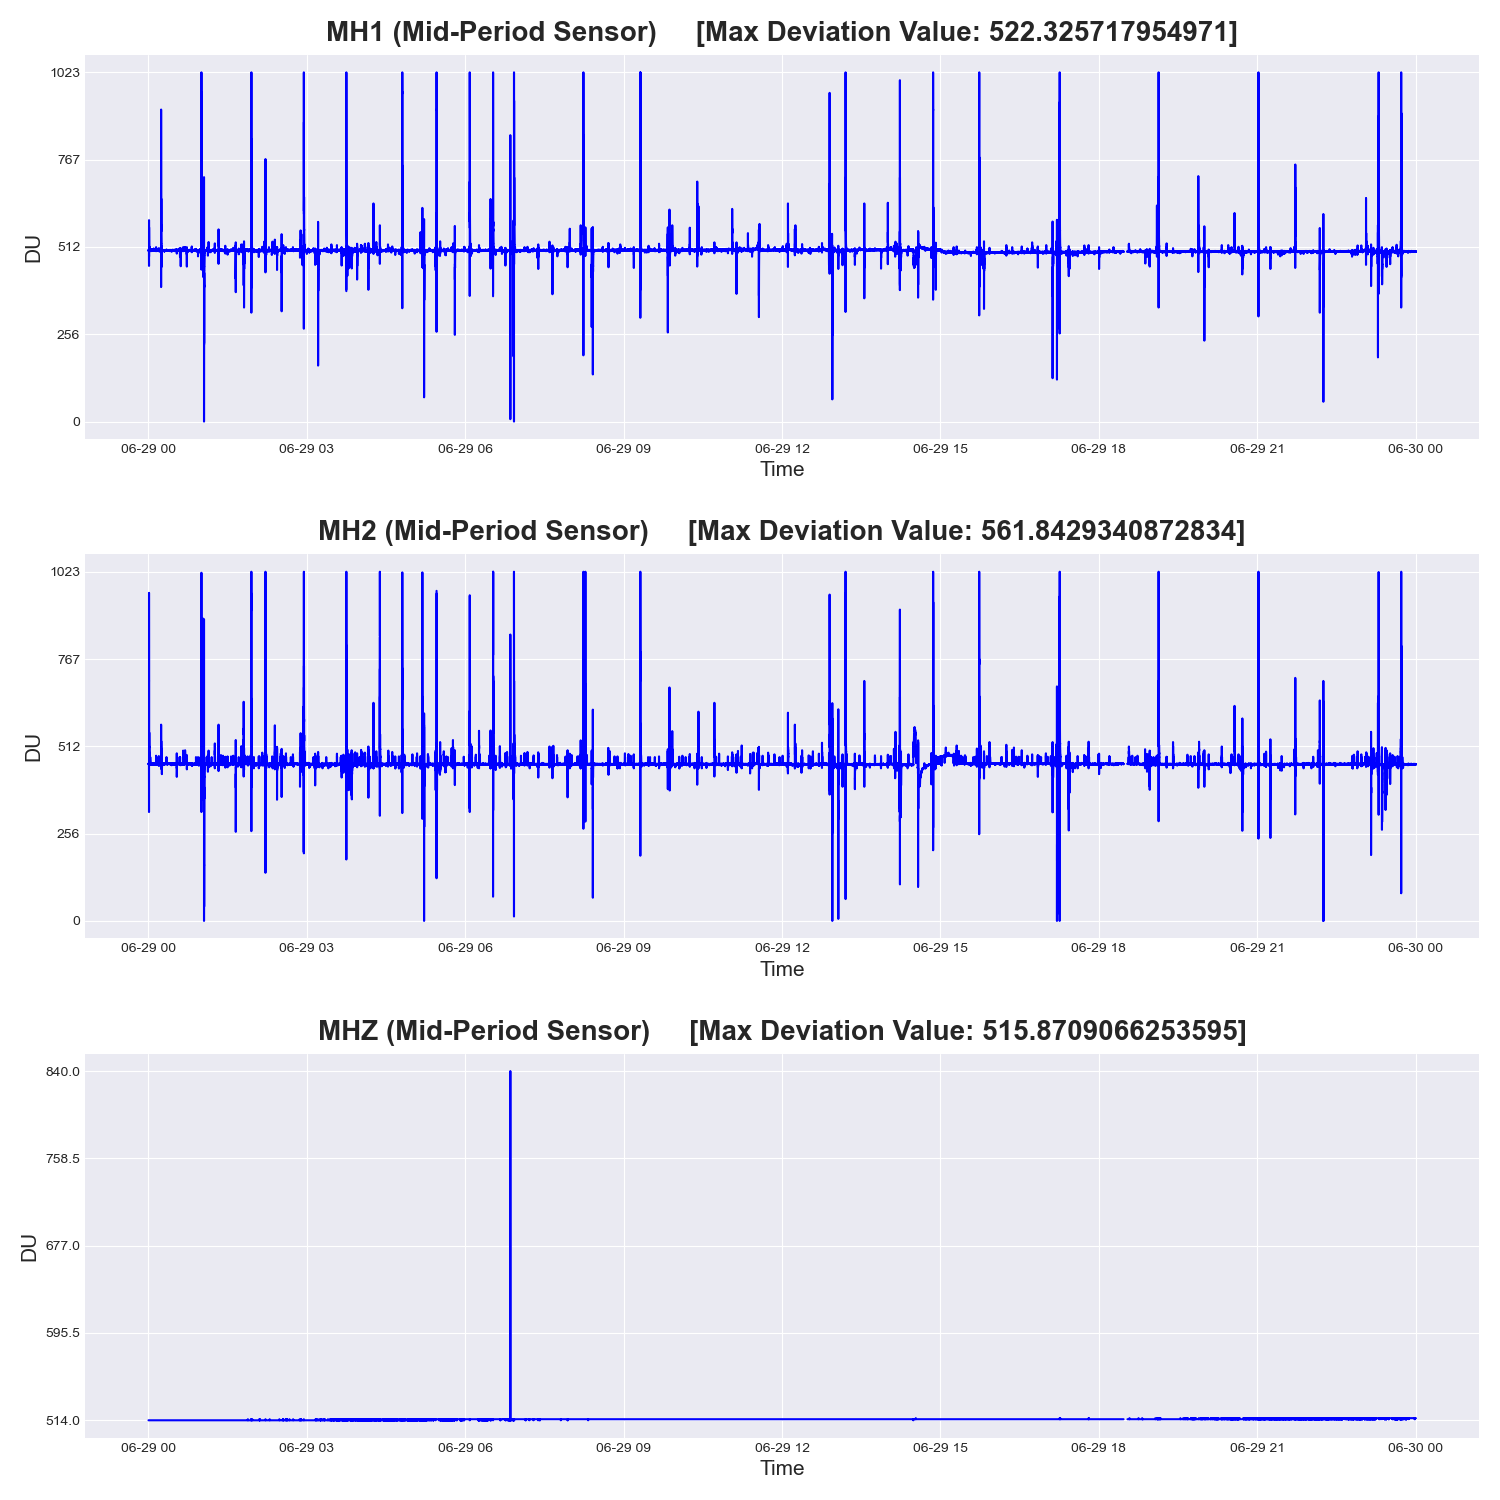 MH1 (Mid-Period Sensor) [Max Deviation Value: 522.325717954971]
1023
767
512
256
0
DU
06-29 00 06-29 03 06-29 06 06-29 09 06-29 12 06-29 15 06-29 18 06-29 21 06-30 00
Time
MH2 (Mid-Period Sensor) [Max Deviation Value: 561.8429340872834]
1023
767
512
256
0
DU
06-29 00 06-29 03 06-29 06 06-29 09 06-29 12 06-29 15 06-29 18 06-29 21 06-30 00
Time
MHZ (Mid-Period Sensor) [Max Deviation Value: 515.8709066253595]
840.0
758.5
677.0
595.5
514.0
DU
06-29 00 06-29 03 06-29 06 06-29 09 06-29 12 06-29 15 06-29 18 06-29 21 06-30 00
Time